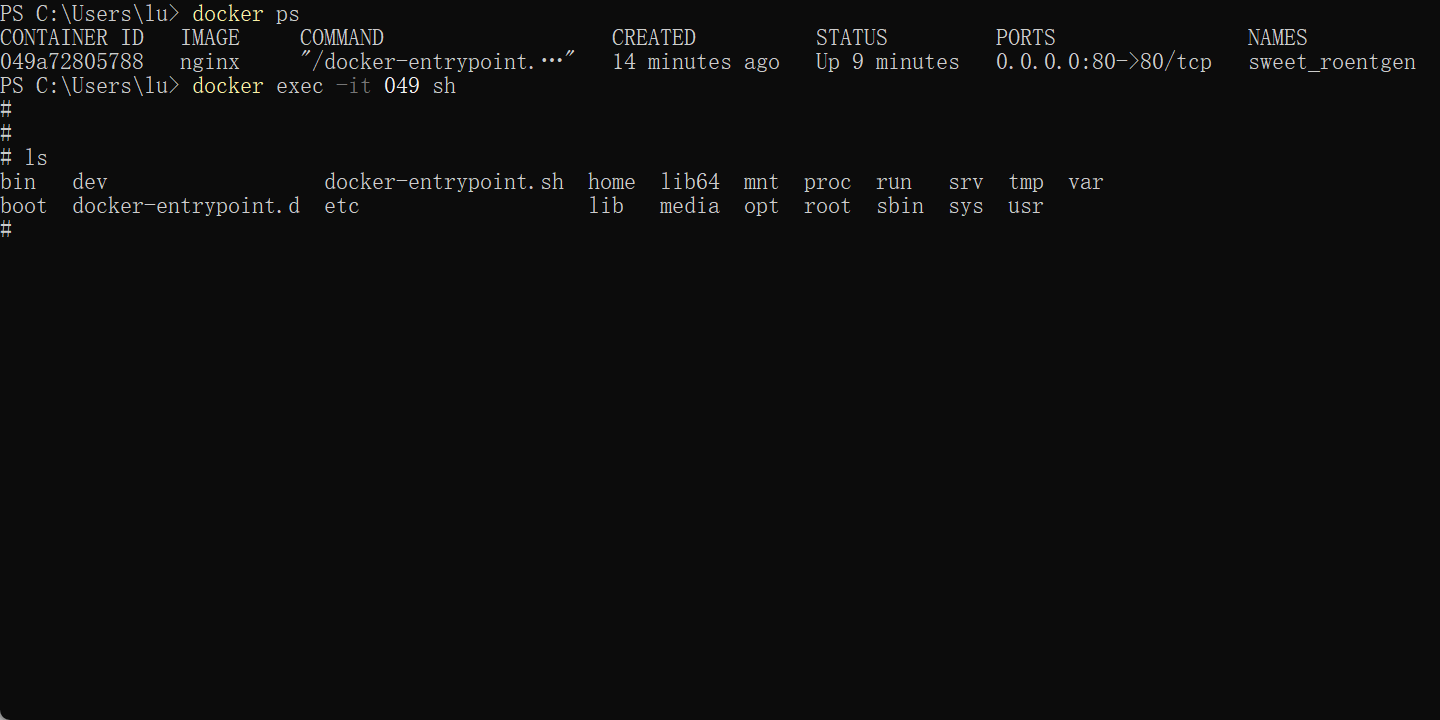 PS C:\Users\lu> docker ps
CONTAINER ID   IMAGE     COMMAND                   CREATED          STATUS         PORTS                NAMES
049a72805788   nginx     "/docker-entrypoint.…"   14 minutes ago   Up 9 minutes   0.0.0.0:80->80/tcp   sweet_roentgen
PS C:\Users\lu> docker exec -it 049 sh
#
#
# ls
bin   dev                  docker-entrypoint.sh  home  lib64  mnt  proc  run   srv  tmp  var
boot  docker-entrypoint.d  etc                   lib   media  opt  root  sbin  sys  usr
#